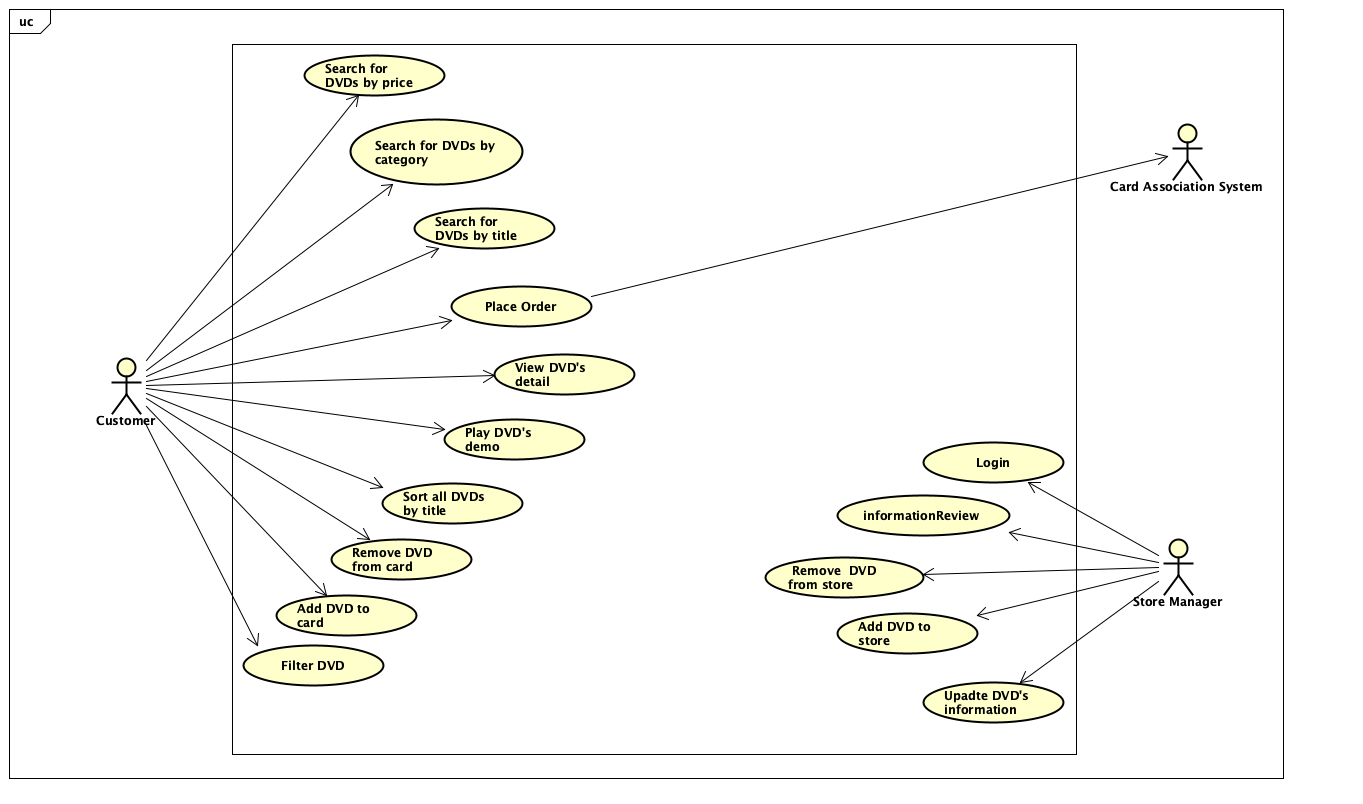 uc
Search for
DVDs by price
Search for DVDs by
category
Search for
DVDs by title
Place Order
View DVD's
detail
Play DVD's
demo
Sort all DVDs
by title
Remove DVD
from card
Add DVD to
card
Filter DVD
Customer
Card Association System
Login
informationReview
Remove  DVD
from store
Add DVD to
store
Upadte DVD's
information
Store Manager